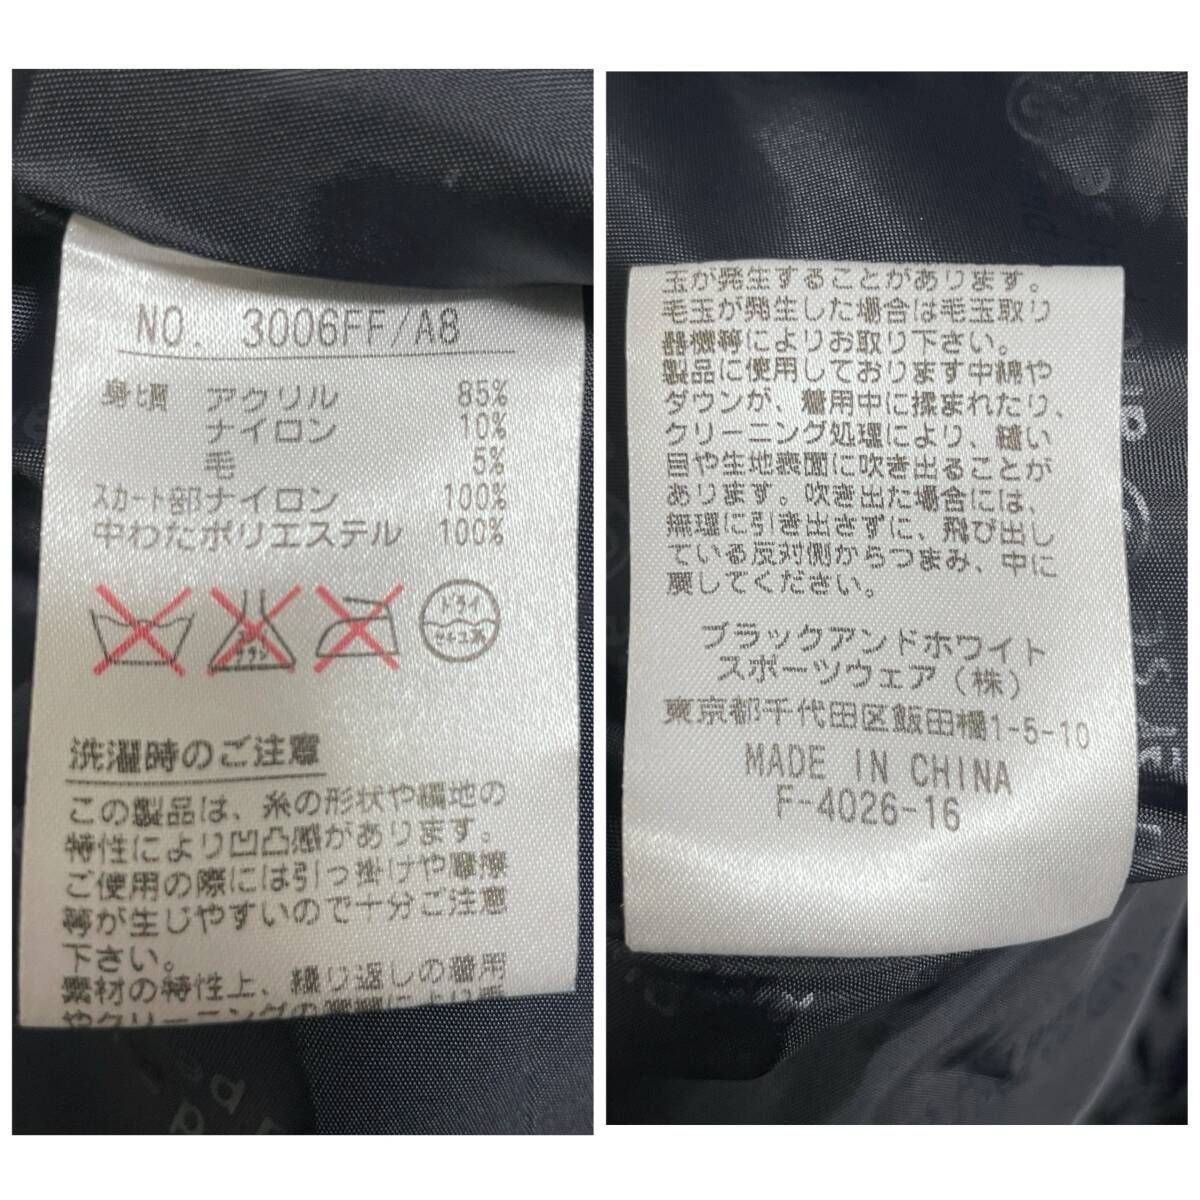 NO. 3006FF/A8
身頃 アクリル 85%
ナイロン 10%
毛 5%
スカート部ナイロン 100%
中わたポリエステル 100%
ドライ
セキユ系
洗濯時のご注意
この製品は、糸の形状や編地の
特性により凹凸感があります。
ご使用の際には引っ掛けや摩擦
等が生じやすいので十分ご注意
下さい。
素材の特性上、繰り返しの着用
やクリーニングの
玉が発生することがあります。
毛玉が発生した場合は毛玉取り
器機等によりお取り下さい。
製品に使用しております中綿や
ダウンが、着用中に揉まれたり、
クリーニング処理により、縫い
目や生地表面に吹き出ることが
あります。吹き出た場合には、
無理に引き出さずに、飛び出し
ている反対側からつまみ、中に
戻してください。
ブラックアンドホワイト
スポーツウェア(株)
東京都千代田区飯田橋1-5-10
MADE IN CHINA
F-4026-16